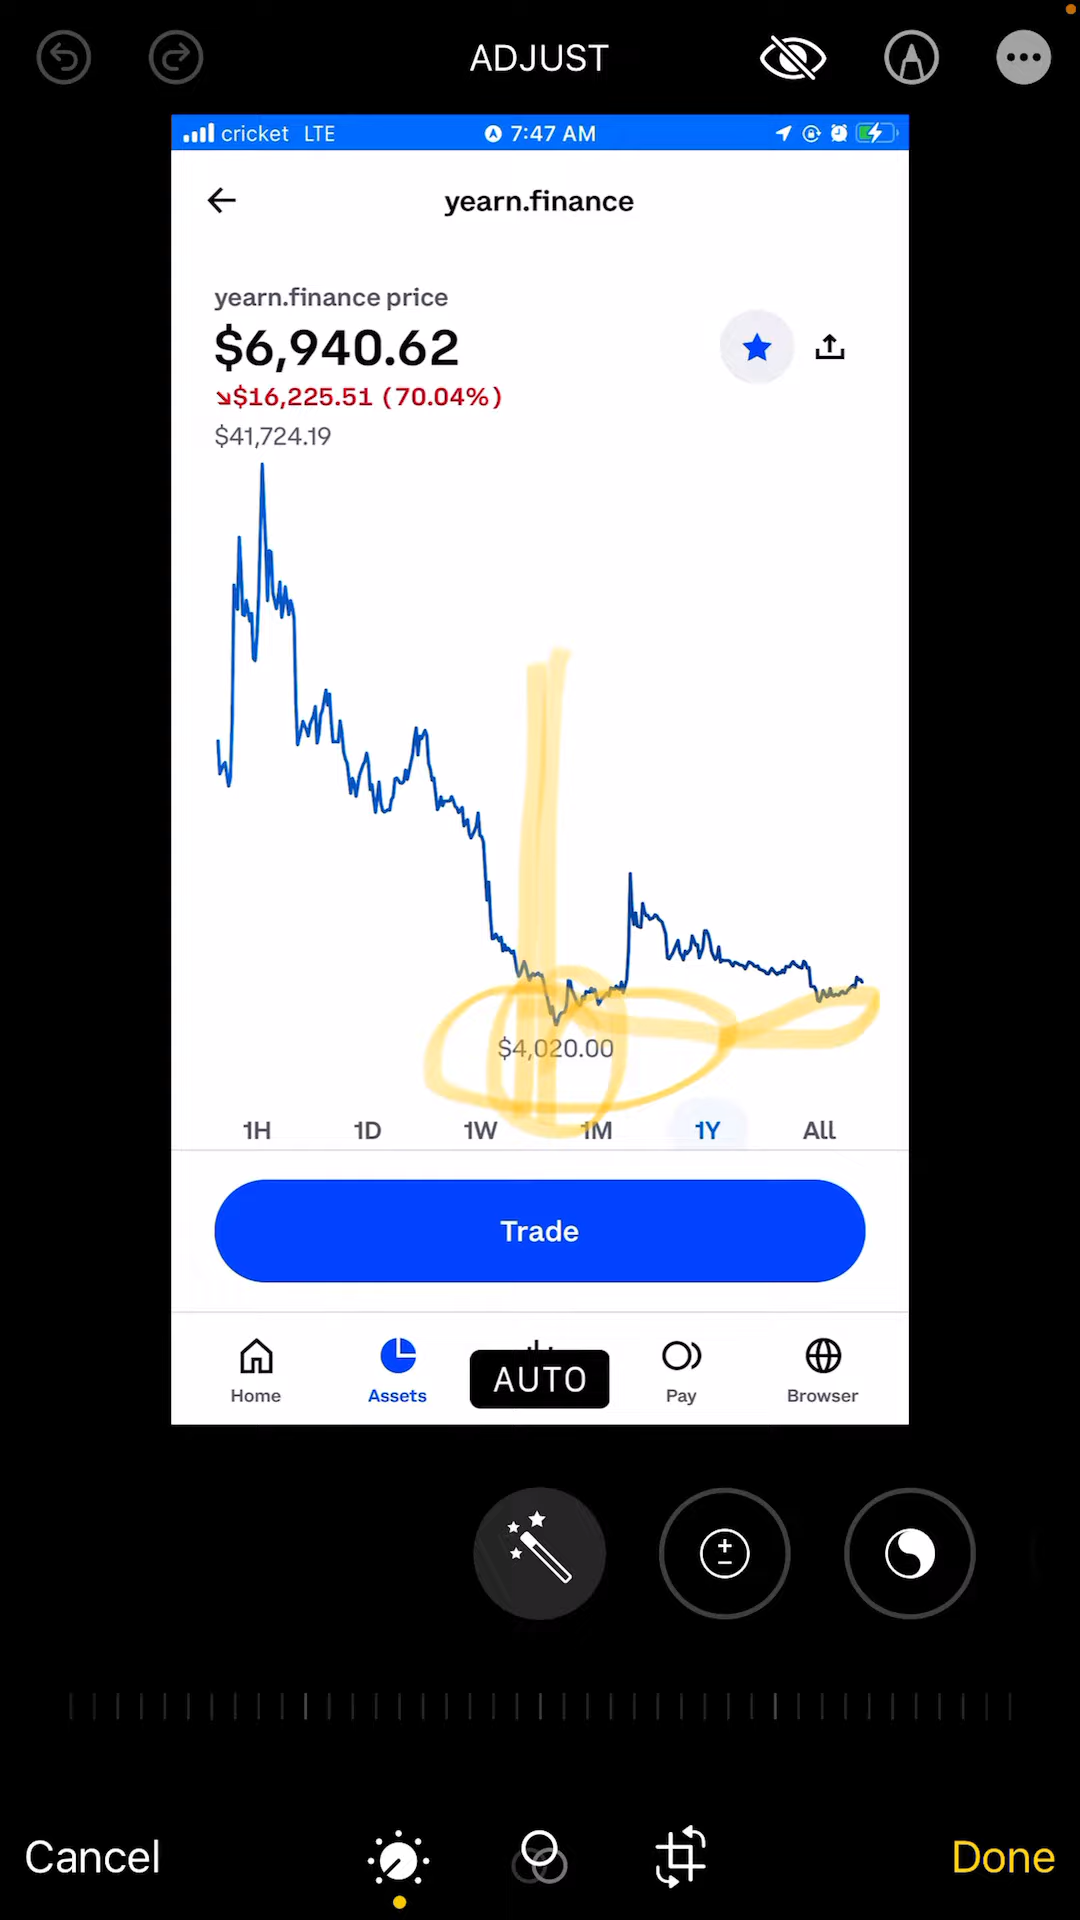 ADJUST
cricket LTE 7:47 AM
yearn.finance
yearn.finance price
$6,940.62
↘$16,225.51 (70.04%)
$41,724.19
$4,020.00
1H 1D 1W 1M 1Y All
Trade
Home Assets Pay Browser
AUTO
Cancel Done